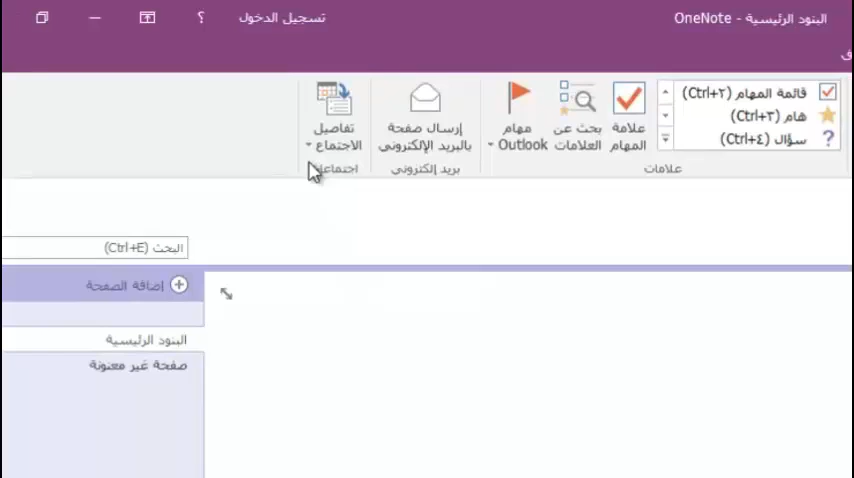 البنود الرئيسية - OneNote
تسجيل الدخول
?
قائمة المهام (Ctrl+٢)
هام (Ctrl+٣)
سؤال (Ctrl+٤)
علامة
المهام
بحث عن
العلامات
مهام
Outlook
علامات
إرسال صفحة
بالبريد الإلكتروني
بريد إلكتروني
تفاصيل
الاجتماع
البحث (Ctrl+E)
إضافة الصفحة
البنود الرئيسية
صفحة غير معنونة